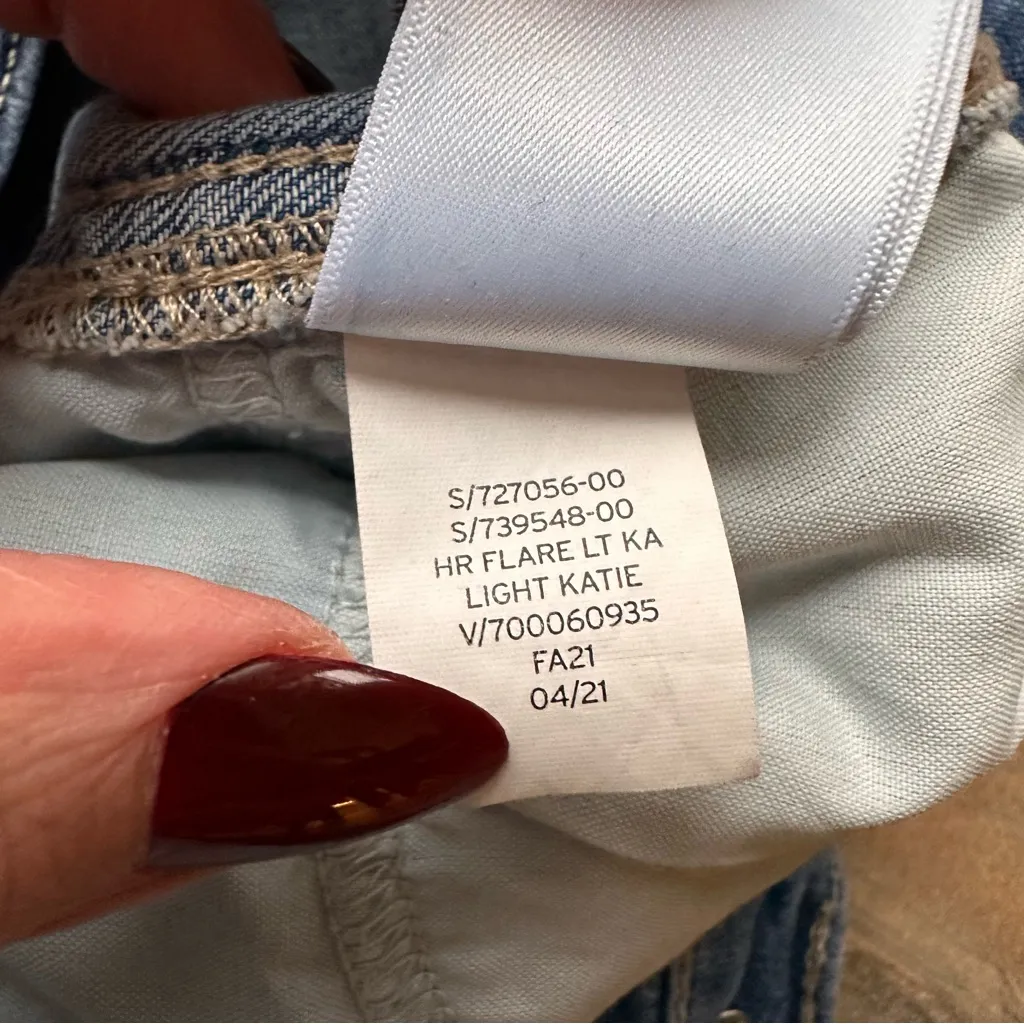 S/727056-00
S/739548-00
HR FLARE LT KA
LIGHT KATIE
V/700060935
FA21
04/21